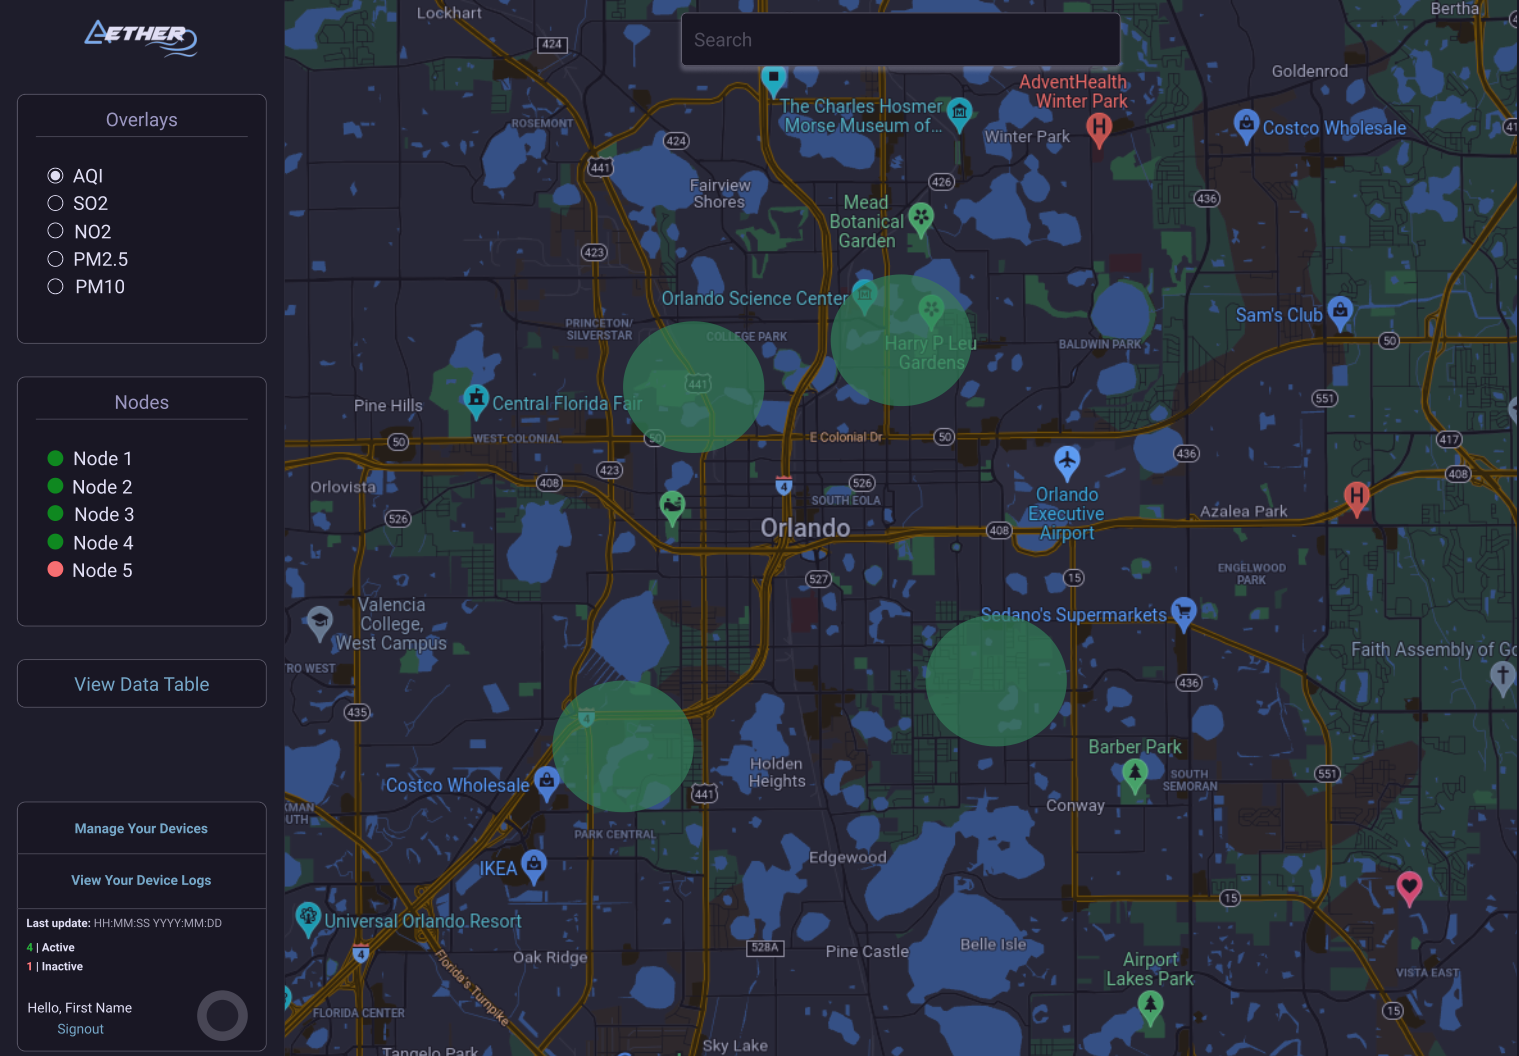 AETHER
Overlays
AQI
SO2
NO2
PM2.5
PM10
Nodes
Node 1
Node 2
Node 3
Node 4
Node 5
View Data Table
Manage Your Devices
View Your Device Logs
Last update: HH:MM:SS YYYY:MM:DD
4 | Active
1 | Inactive
Hello, First Name
Signout
Search
Lockhart
Bertha
424
Goldenrod
AdventHealth
Winter Park
The Charles Hosmer
Morse Museum of...
ROSEMONT
Winter Park
Costco Wholesale
424
441
Fairview
Shores
426
436
Mead
Botanical
Garden
423
Orlando Science Center
Sam's Club
PRINCETON/
SILVERSTAR
COLLEGE PARK
Harry P Leu
Gardens
BALDWIN PARK
50
441
Pine Hills
Central Florida Fair
551
50
WEST COLONIAL
50
E Colonial Dr
50
417
436
423
408
408
Orlovista
4
526
SOUTH EOLA
Orlando
Executive
Airport
526
Orlando
408
Azalea Park
527
15
ENGELWOOD
PARK
Valencia
College,
West Campus
Sedano's Supermarkets
TRO WEST
Faith Assembly of Go
435
4
436
Barber Park
Holden
Heights
SOUTH
SEMORAN
551
Costco Wholesale
441
KMAN
UTH
Conway
PARK CENTRAL
Edgewood
IKEA
15
Universal Orlando Resort
4
Florida's Turnpike
Oak Ridge
528A
Pine Castle
Belle Isle
Airport
Lakes Park
VISTA EAST
FLORIDA CENTER
15
Tangelo Park
Sky Lake